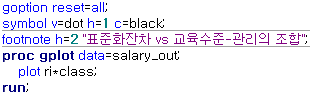 goption reset=all;
symbol v=dot h=1 c=black;
footnote h=2 "표준화잔차 vs 교육수준-관리의 조합";
proc gplot data=salary_out;
plot ri*class;
run;